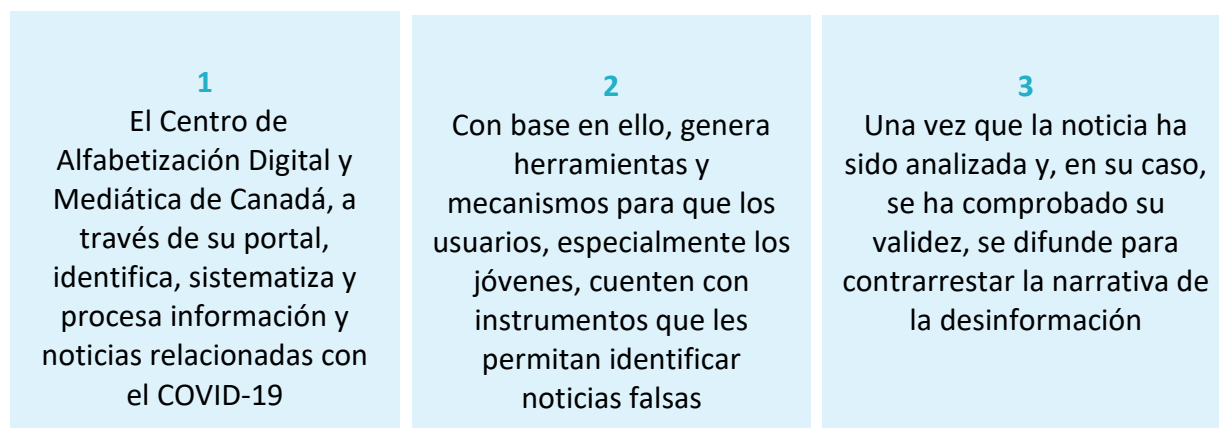 1
El Centro de
Alfabetización Digital y
Mediática de Canadá, a
través de su portal,
identifica, sistematiza y
procesa información y
noticias relacionadas con
el COVID-19
2
Con base en ello, genera
herramientas y
mecanismos para que los
usuarios, especialmente los
jóvenes, cuenten con
instrumentos que les
permitan identificar
noticias falsas
3
Una vez que la noticia ha
sido analizada y, en su caso,
se ha comprobado su
validez, se difunde para
contrarrestar la narrativa de
la desinformación